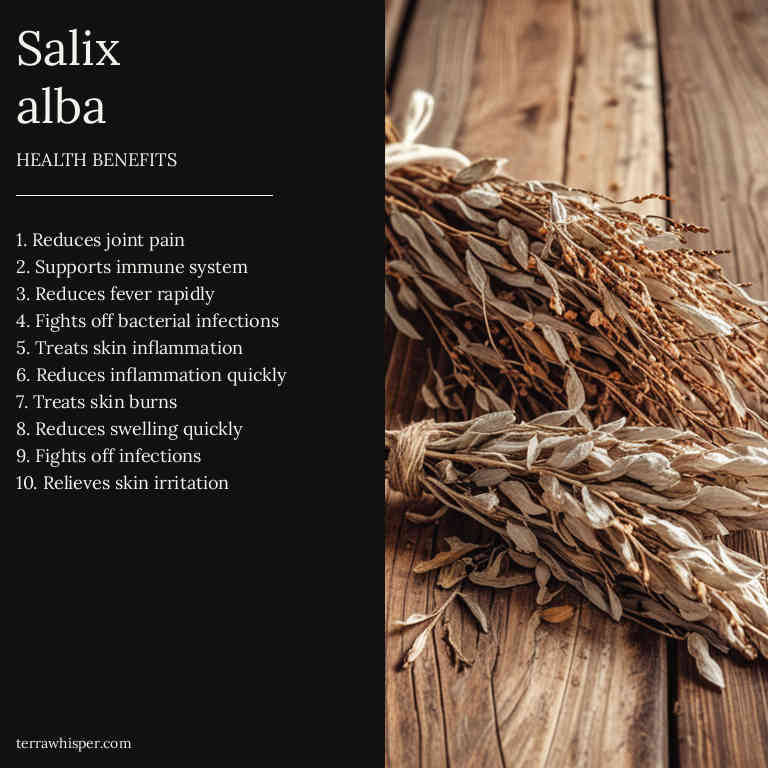 Salix
alba
HEALTH BENEFITS
1. Reduces joint pain
2. Supports immune system
3. Reduces fever rapidly
4. Fights off bacterial infections
5. Treats skin inflammation
6. Reduces inflammation quickly
7. Treats skin burns
8. Reduces swelling quickly
9. Fights off infections
10. Relieves skin irritation
terrawhisper.com